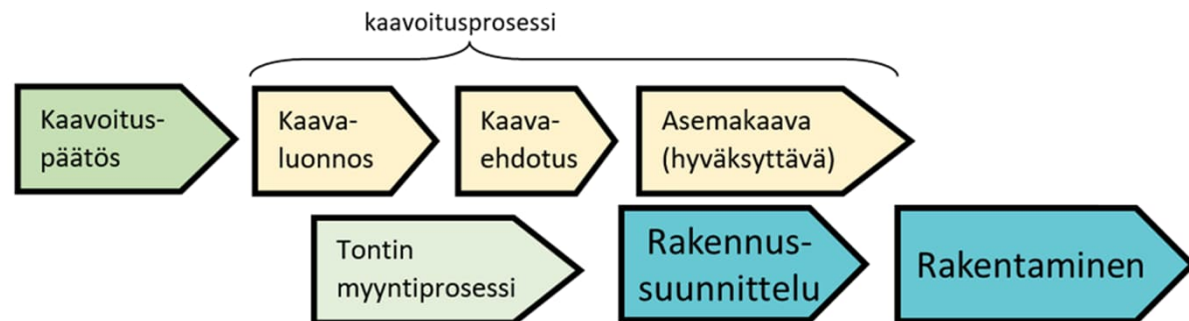 kaavoitusprosessi
Kaavoitus-
päätös
Kaava-
luonnos
Kaava-
ehdotus
Asemakaava
(hyväksyttävä)
Tontin
myyntiprosessi
Rakennus-
suunnittelu
Rakentaminen